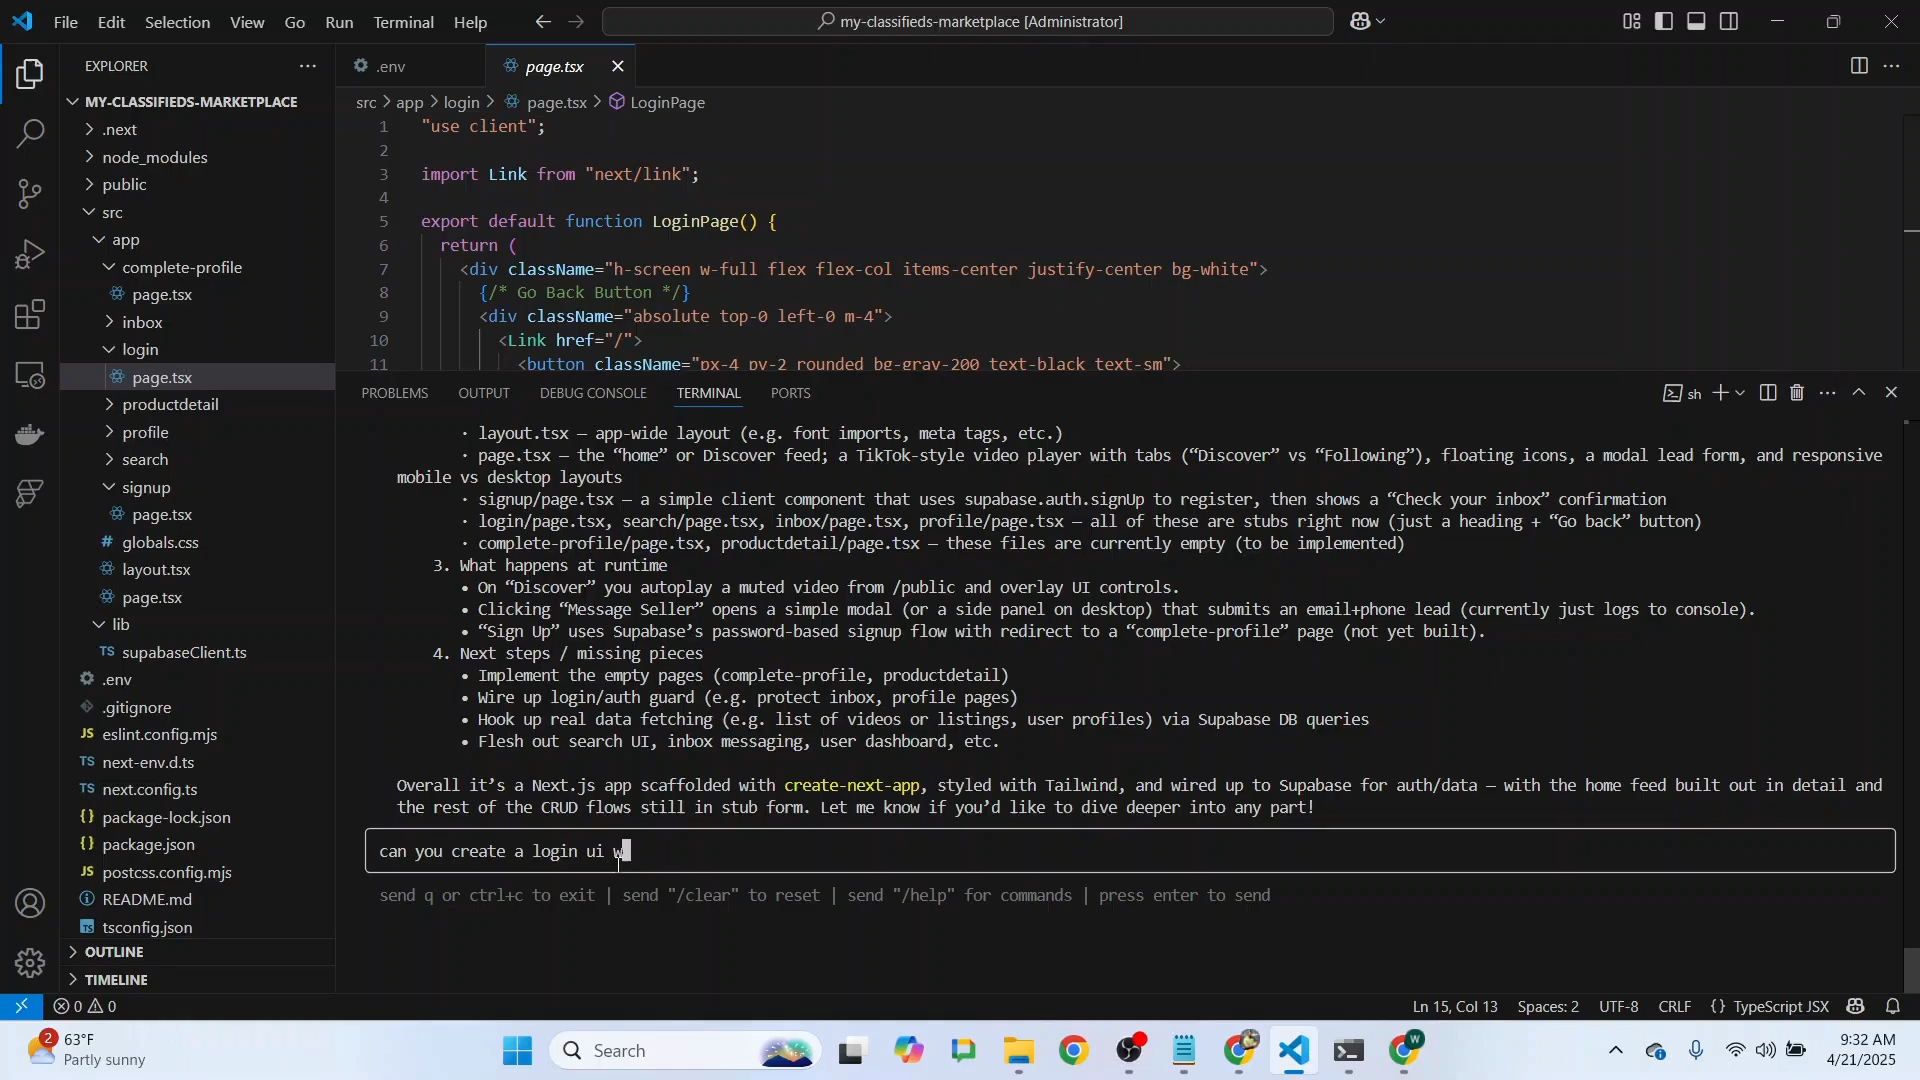 File Edit Selection View Go Run Terminal Help
my-classifieds-marketplace [Administrator]
EXPLORER
MY-CLASSIFIEDS-MARKETPLACE
.next
node_modules
public
src
app
complete-profile
page.tsx
inbox
login
page.tsx
productdetail
profile
search
signup
page.tsx
globals.css
layout.tsx
page.tsx
lib
TS supabaseClient.ts
.env
.gitignore
JS eslint.config.mjs
TS next-env.d.ts
TS next.config.ts
{} package-lock.json
{} package.json
JS postcss.config.mjs
README.md
tsconfig.json
OUTLINE
TIMELINE
.env
page.tsx
src > app > login > page.tsx > LoginPage
1 "use client";
2
3 import Link from "next/link";
4
5 export default function LoginPage() {
6 return (
7 <div className="h-screen w-full flex flex-col items-center justify-center bg-white">
8 {/* Go Back Button */}
9 <div className="absolute top-0 left-0 m-4">
10 <Link href="/">
11 <button className="px-4 py-2 rounded bg-gray-200 text-black text-sm">
PROBLEMS OUTPUT DEBUG CONSOLE TERMINAL PORTS
sh
· layout.tsx — app-wide layout (e.g. font imports, meta tags, etc.)
· page.tsx — the “home” or Discover feed; a TikTok-style video player with tabs (“Discover” vs “Following”), floating icons, a modal lead form, and responsive
mobile vs desktop layouts
· signup/page.tsx — a simple client component that uses supabase.auth.signUp to register, then shows a “Check your inbox” confirmation
· login/page.tsx, search/page.tsx, inbox/page.tsx, profile/page.tsx — all of these are stubs right now (just a heading + “Go back” button)
· complete-profile/page.tsx, productdetail/page.tsx — these files are currently empty (to be implemented)
3. What happens at runtime
• On “Discover” you autoplay a muted video from /public and overlay UI controls.
• Clicking “Message Seller” opens a simple modal (or a side panel on desktop) that submits an email+phone lead (currently just logs to console).
• “Sign Up” uses Supabase’s password-based signup flow with redirect to a “complete-profile” page (not yet built).
4. Next steps / missing pieces
• Implement the empty pages (complete-profile, productdetail)
• Wire up login/auth guard (e.g. protect inbox, profile pages)
• Hook up real data fetching (e.g. list of videos or listings, user profiles) via Supabase DB queries
• Flesh out search UI, inbox messaging, user dashboard, etc.
Overall it’s a Next.js app scaffolded with create-next-app, styled with Tailwind, and wired up to Supabase for auth/data — with the home feed built out in detail and
the rest of the CRUD flows still in stub form. Let me know if you’d like to dive deeper into any part!
can you create a login ui w
send q or ctrl+c to exit | send "/clear" to reset | send "/help" for commands | press enter to send
0 0
Ln 15, Col 13 Spaces: 2 UTF-8 CRLF {} TypeScript JSX
2
63°F
Partly sunny
Search
W
9:32 AM
4/21/2025